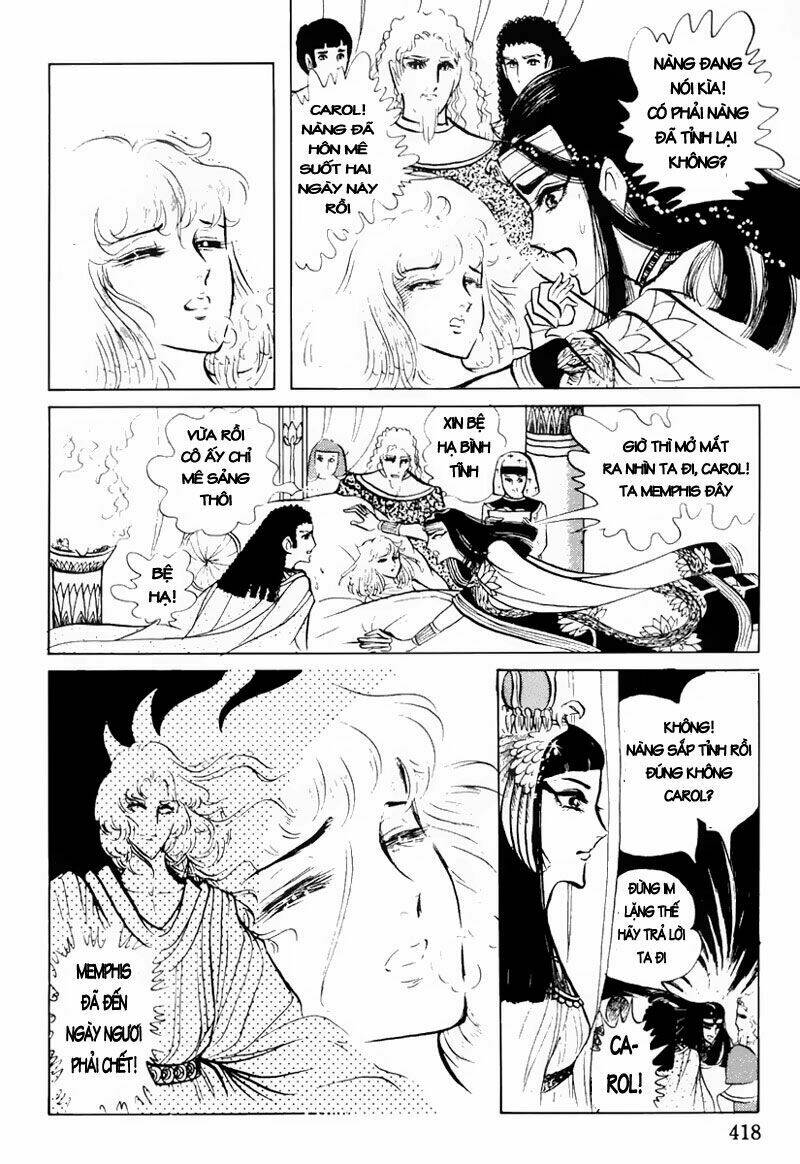 CAROL!
NÀNG ĐÃ
HÔN MÊ
SUỐT HAI
NGÀY NÀY
RỒI
NÀNG ĐANG
NÓI KÌA!
CÓ PHẢI NÀNG
ĐÃ TỈNH LẠI
KHÔNG?
VỪA RỒI
CÔ ẤY CHỈ
MÊ SẢNG
THÔI
XIN BỆ
HẠ BÌNH
TĨNH
GIỜ THÌ MỞ MẮT
RA NHÌN TA ĐI, CAROL!
TA MEMPHIS ĐÂY
BỆ
HẠ!
MEMPHIS
ĐÃ ĐẾN
NGÀY NGƯƠI
PHẢI CHẾT!
KHÔNG!
NÀNG SẮP TỈNH RỒI
ĐÚNG KHÔNG
CAROL?
ĐỪNG IM
LẶNG THẾ
HÃY TRẢ LỜI
TA ĐI
CA-
ROL!
418